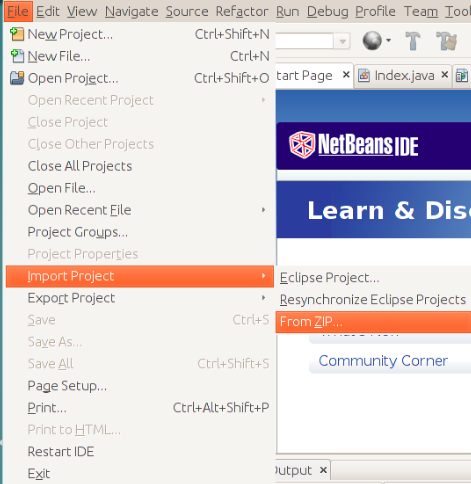 File Edit View Navigate Source Refactor Run Debug Profile Team Tool
New Project... Ctrl+Shift+N
New File... Ctrl+N
Open Project... Ctrl+Shift+O
Open Recent Project
Close Project
Close Other Projects
Close All Projects
Open File...
Open Recent File
Project Groups...
Project Properties
Import Project
Export Project
Save Ctrl+S
Save As...
Save All Ctrl+Shift+S
Page Setup...
Print... Ctrl+Alt+Shift+P
Print to HTML...
Restart IDE
Exit
tart Page × Index.java ×
NetBeans IDE
Learn & Disc
Eclipse Project...
Resynchronize Eclipse Projects
From ZIP...
Community Corner
Output ×